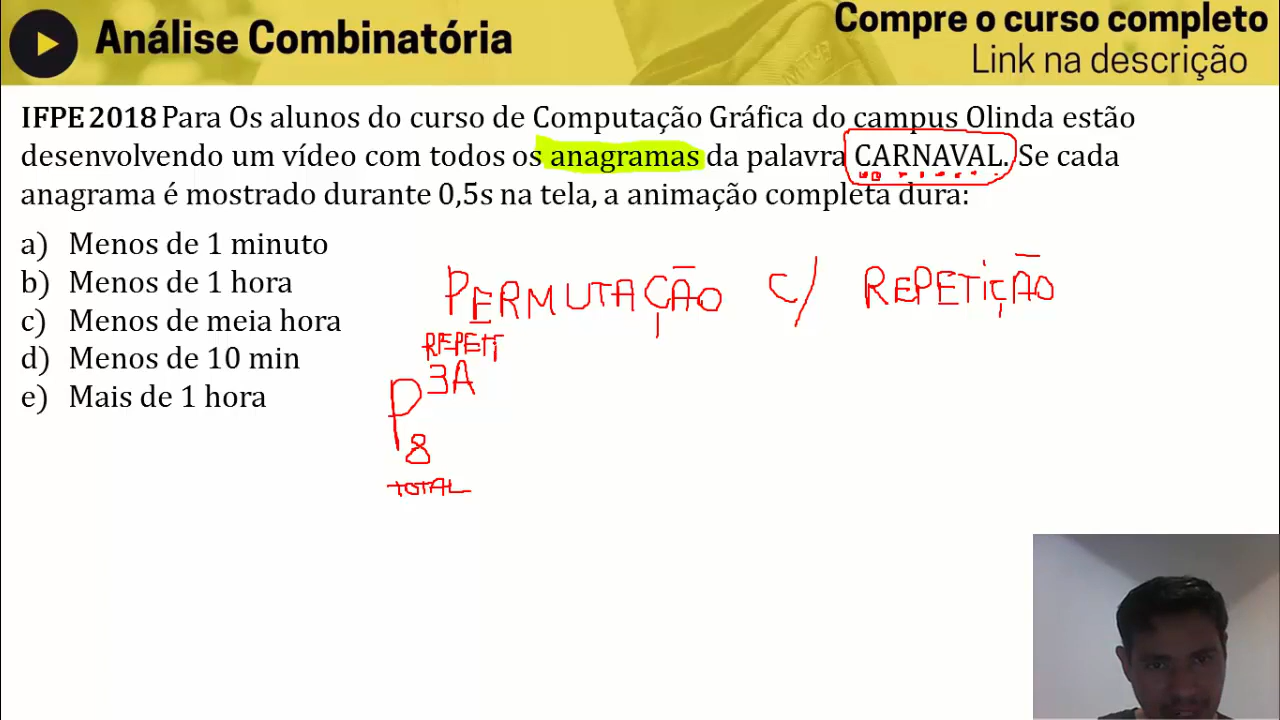 Análise Combinatória
Compre o curso completo
Link na descrição
IFPE 2018 Para Os alunos do curso de Computação Gráfica do campus Olinda estão
desenvolvendo um vídeo com todos os anagramas da palavra CARNAVAL. Se cada
anagrama é mostrado durante 0,5s na tela, a animação completa dura:
a) Menos de 1 minuto
b) Menos de 1 hora
c) Menos de meia hora
d) Menos de 10 min
e) Mais de 1 hora
PERMUTAÇÃO C/ REPETIÇÃO
REPETI
3A
P
8
TOTAL